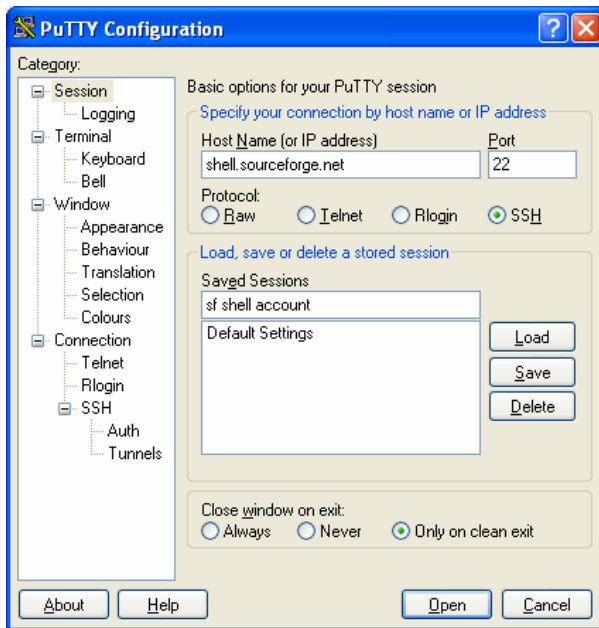 PuTTY Configuration
Category:
Session
Logging
Terminal
Keyboard
Bell
Window
Appearance
Behaviour
Translation
Selection
Colours
Connection
Telnet
Rlogin
SSH
Auth
Tunnels
Basic options for your PuTTY session
Specify your connection by host name or IP address
Host Name (or IP address) Port
shell.sourceforge.net 22
Protocol:
Raw Telnet Rlogin SSH
Load, save or delete a stored session
Saved Sessions
sf shell account
Default Settings
Load
Save
Delete
Close window on exit:
Always Never Only on clean exit
About Help Open Cancel